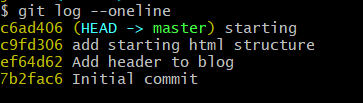 $ git log --oneline
c6ad406 (HEAD -> master) starting
c9fd306 add starting html structure
ef64d62 Add header to blog
7b2fac6 Initial commit